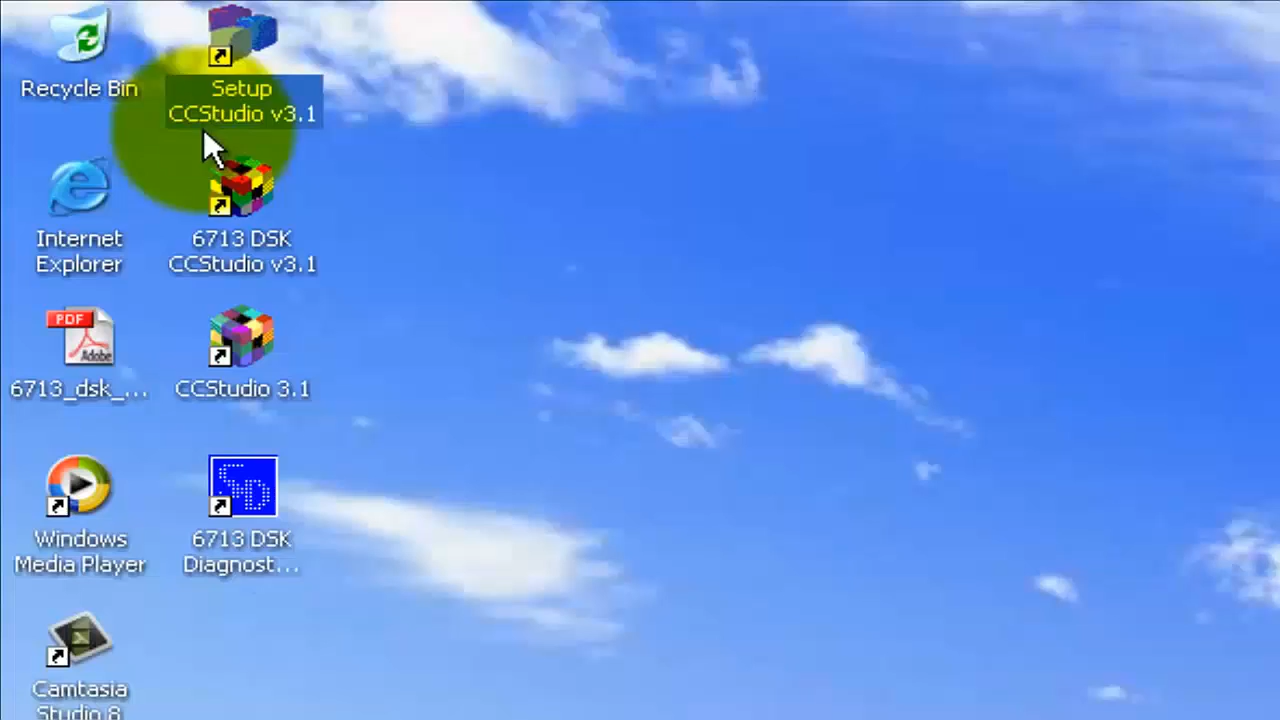 Recycle Bin
Setup
CCStudio v3.1
Internet
Explorer
6713 DSK
CCStudio v3.1
PDF
Adobe
6713_dsk_...
CCStudio 3.1
Windows
Media Player
SD
6713 DSK
Diagnost...
Camtasia
Studio 8